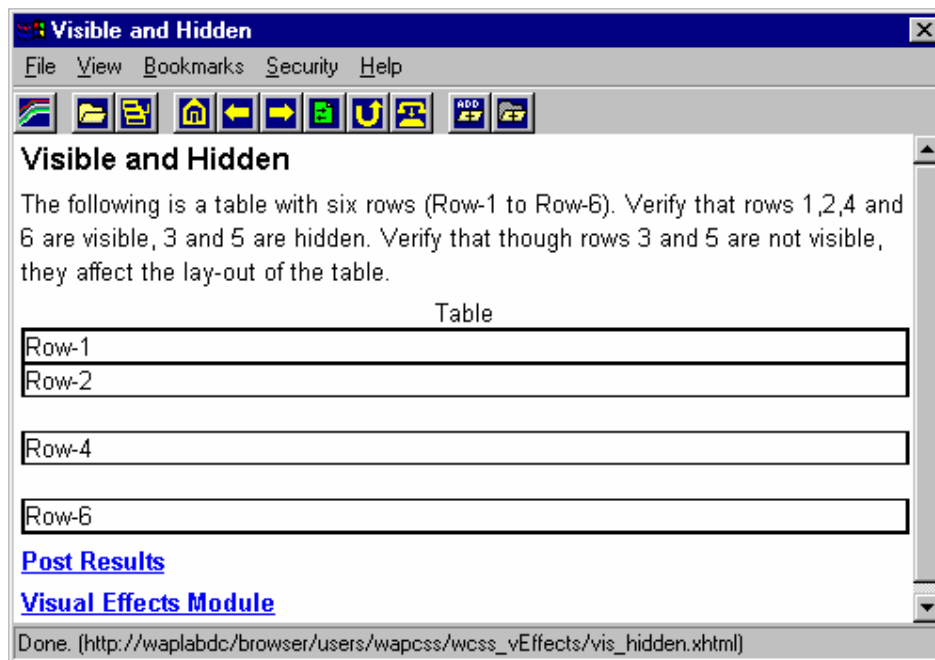 Visible and Hidden
File View Bookmarks Security Help
ADD
Visible and Hidden
The following is a table with six rows (Row-1 to Row-6). Verify that rows 1,2,4 and
6 are visible, 3 and 5 are hidden. Verify that though rows 3 and 5 are not visible,
they affect the lay-out of the table.
Table
Row-1
Row-2
Row-4
Row-6
Post Results
Visual Effects Module
Done. (http://waplabdc/browser/users/wapcss/wcss_vEffects/vis_hidden.xhtml)